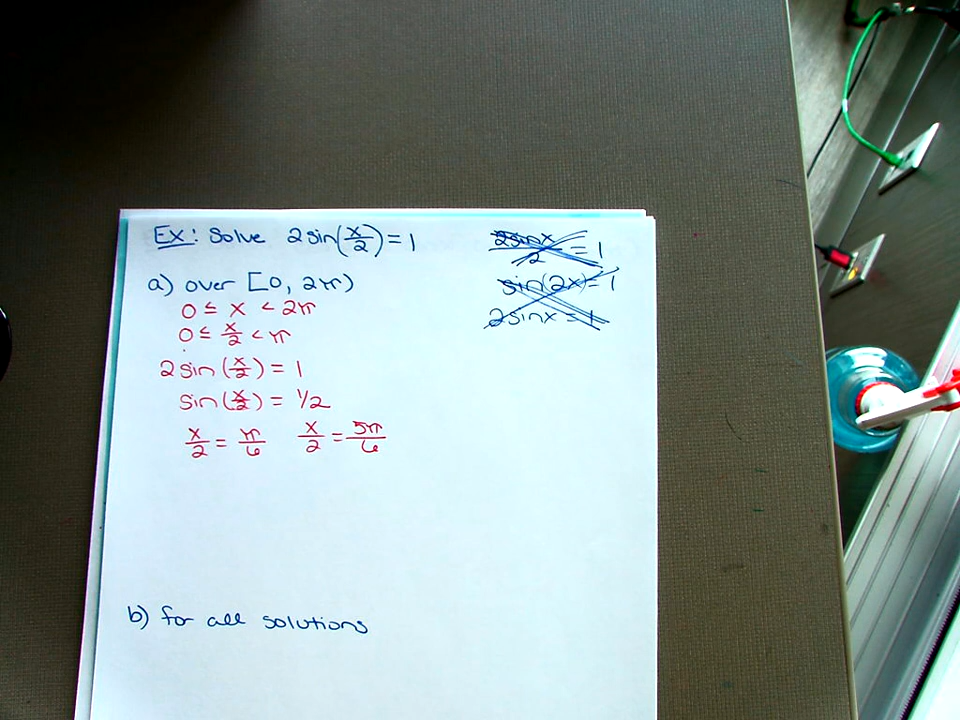 Ex: Solve 2sin(x/2) = 1
a) over [0, 2π)
0 ≤ x < 2π
0 ≤ x/2 < π
2sin(x/2) = 1
sin(x/2) = 1/2
x/2 = π/6 x/2 = 5π/6
b) for all solutions
2sinx/2 = 1
sin(2x) = 1
2sinx = 1